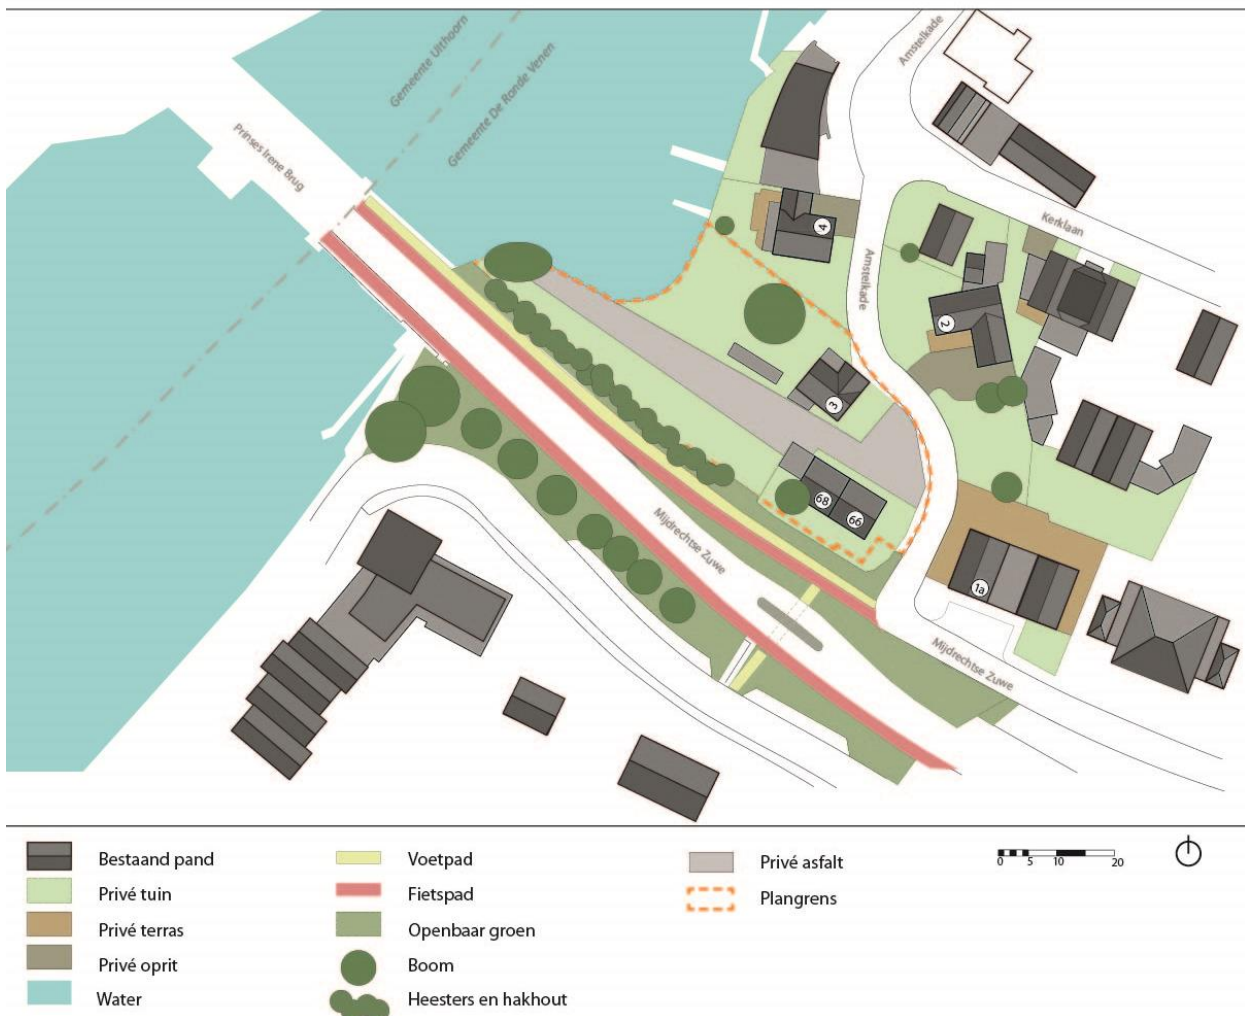 Gemeente Uithoorn
Gemeente De Ronde Venen
Prinses Irene Brug
Amstelkade
Kerklaan
4
Amstelkade
2
3
68
66
1a
Mijdrechtse Zuwe
Mijdrechtse Zuwe
Bestaand pand
Privé tuin
Privé terras
Privé oprit
Water
Voetpad
Fietspad
Openbaar groen
Boom
Heesters en hakhout
Privé asfalt
Plangrens
0 5 10 20